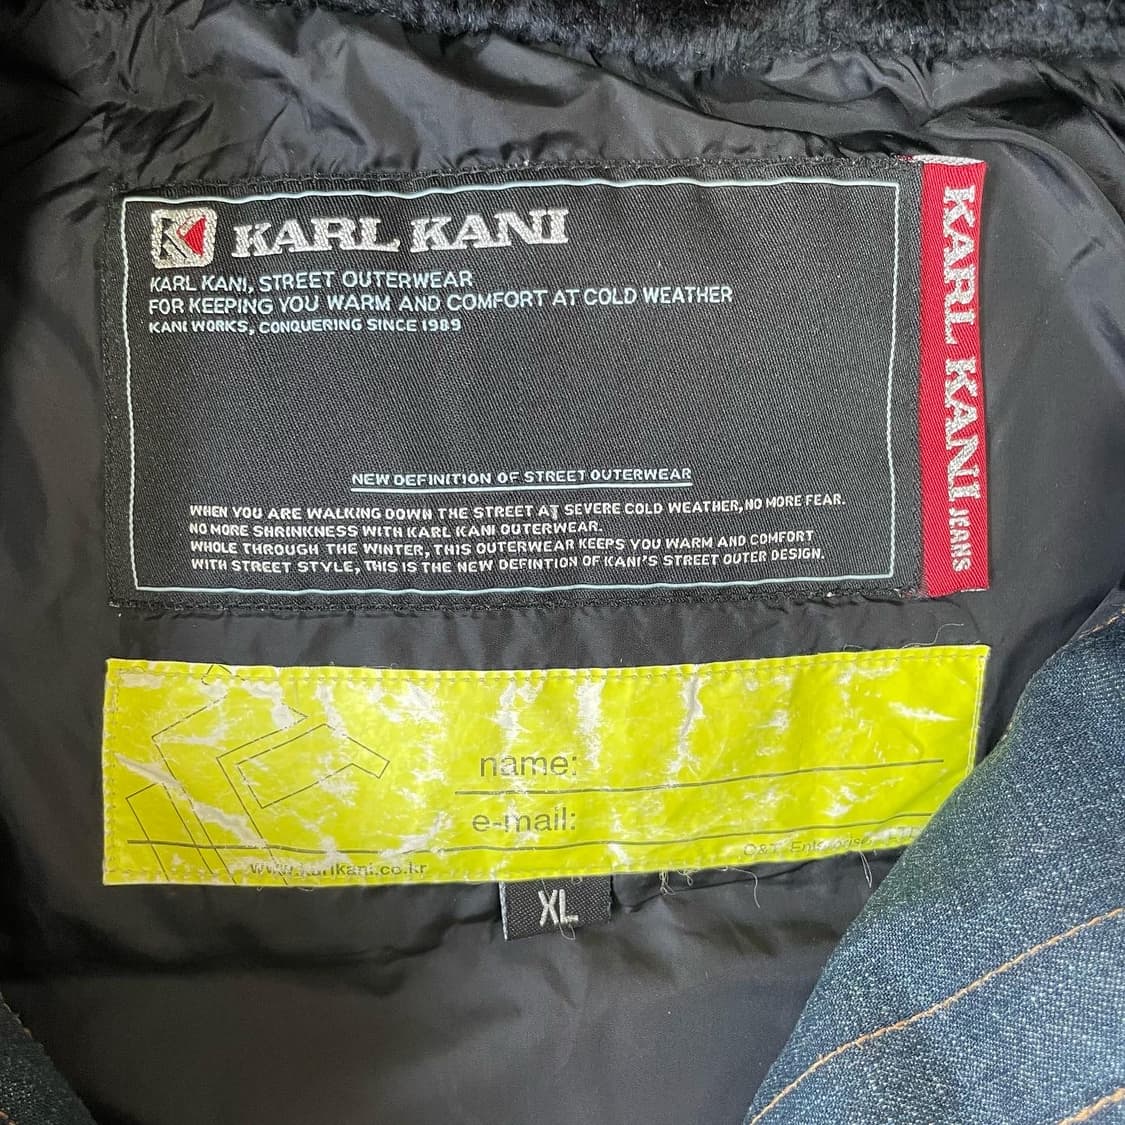 KARL KANI
KARL KANI, STREET OUTERWEAR
FOR KEEPING YOU WARM AND COMFORT AT COLD WEATHER
KANI WORKS, CONQUERING SINCE 1989
NEW DEFINITION OF STREET OUTERWEAR
WHEN YOU ARE WALKING DOWN THE STREET AT SEVERE COLD WEATHER, NO MORE FEAR.
NO MORE SHRINKNESS WITH KARL KANI OUTERWEAR.
WHOLE THROUGH THE WINTER, THIS OUTERWEAR KEEPS YOU WARM AND COMFORT
WITH STREET STYLE, THIS IS THE NEW DEFINTION OF KANI'S STREET OUTER DESIGN.
KARL KANI JEANS
name:
e-mail:
www.karlkani.co.kr
XL